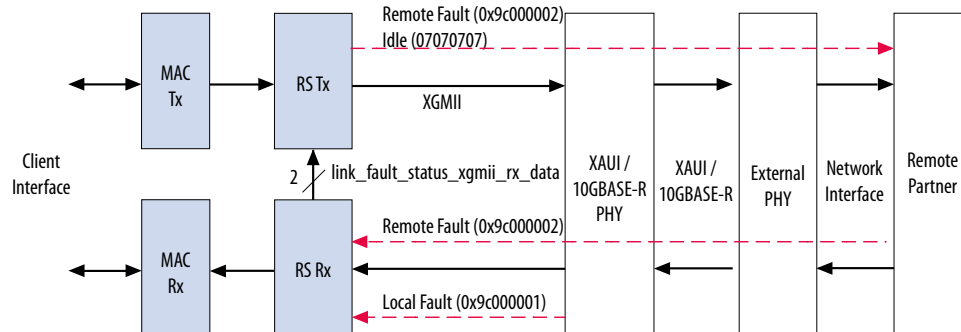 Remote Fault (0x9c000002)
Idle (07070707)
MAC
Tx
RS Tx
XGMII
Client
Interface
2
link_fault_status_xgmii_rx_data
XAUI /
10GBASE-R
PHY
XAUI /
10GBASE-R
External
PHY
Network
Interface
Remote
Partner
Remote Fault (0x9c000002)
MAC
Rx
RS Rx
Local Fault (0x9c000001)